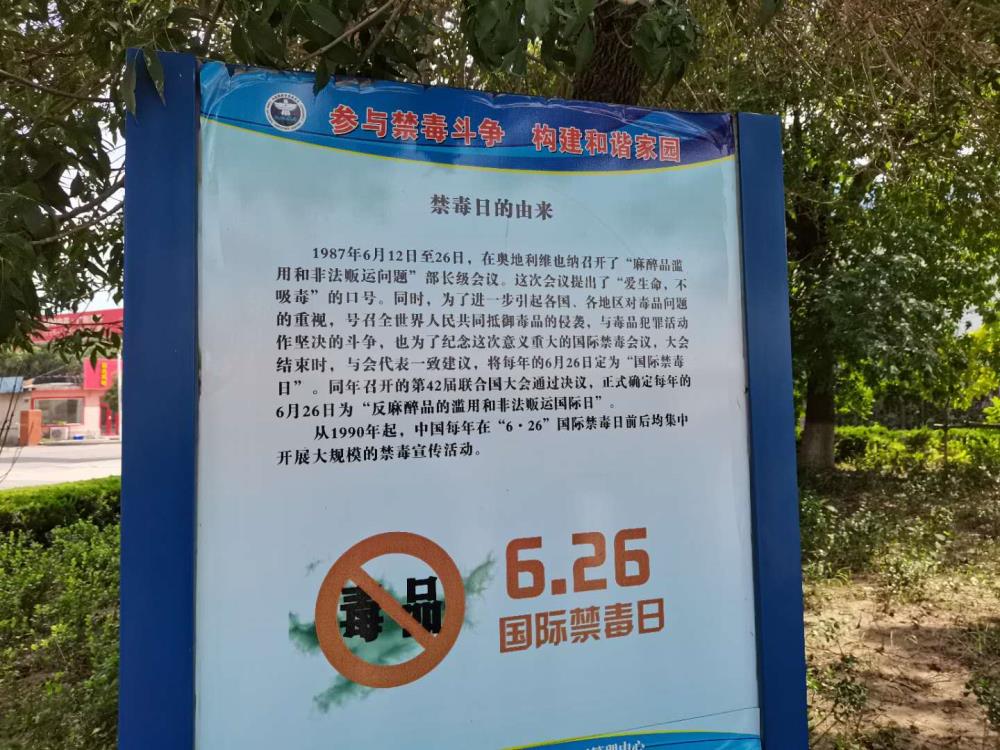 参与禁毒斗争 构建和谐家园
禁毒日的由来
1987年6月12日至26日，在奥地利维也纳召开了“麻醉品滥
用和非法贩运问题”部长级会议。这次会议提出了“爱生命，不
吸毒”的口号。同时，为了进一步引起各国、各地区对毒品问题
的重视，号召全世界人民共同抵御毒品的侵袭，与毒品犯罪活动
作坚决的斗争，也为了纪念这次意义重大的国际禁毒会议，大会
结束时，与会代表一致建议，将每年的6月26日定为“国际禁毒
日”。同年召开的第42届联合国大会通过决议，正式确定每年的
6月26日为“反麻醉品的滥用和非法贩运国际日”。
从1990年起，中国每年在“6·26”国际禁毒日前后均集中
开展大规模的禁毒宣传活动。
毒品
6.26
国际禁毒日
中心